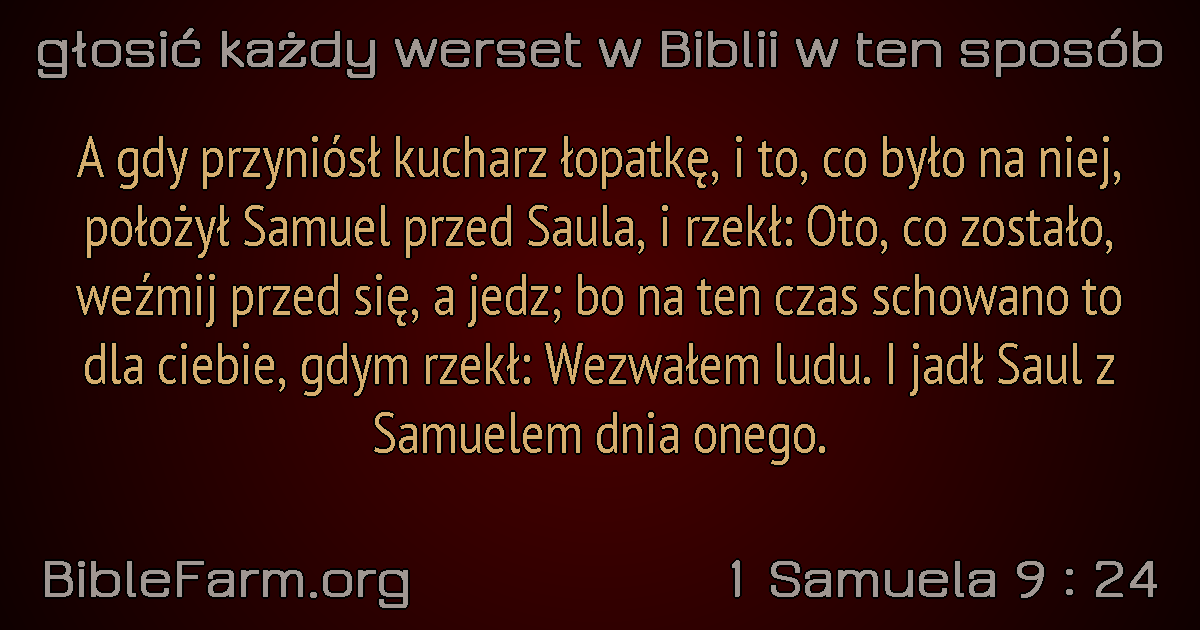 głosić każdy werset w Biblii w ten sposób
A gdy przyniósł kucharz łopatkę, i to, co było na niej,
położył Samuel przed Saula, i rzekł: Oto, co zostało,
weźmij przed się, a jedz; bo na ten czas schowano to
dla ciebie, gdym rzekł: Wezwałem ludu. I jadł Saul z
Samuelem dnia onego.
BibleFarm.org
1 Samuela 9 : 24